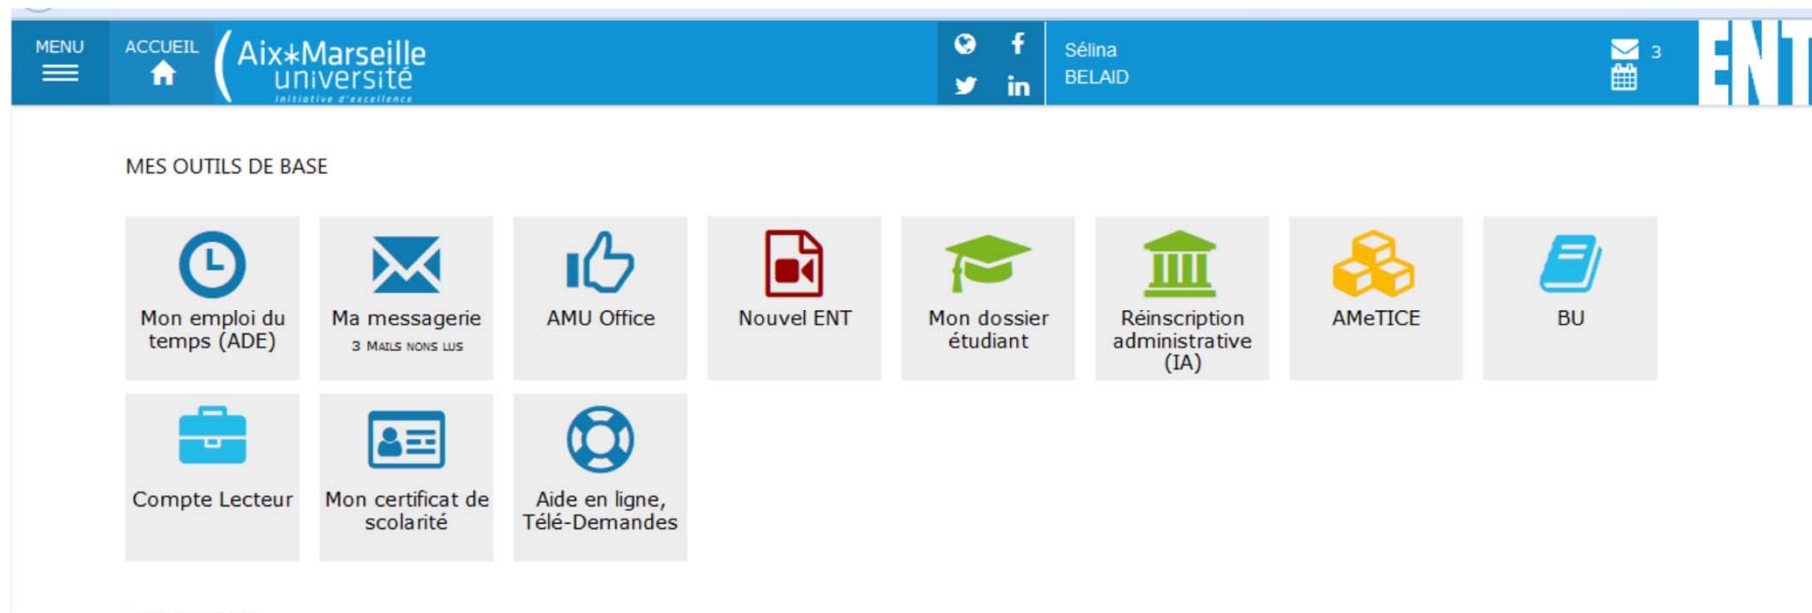 MENU
ACCUEIL
Aix*Marseille
université
Initiative d'excellence
Sélina
BELAID
3
ENT
MES OUTILS DE BASE
Mon emploi du
temps (ADE)
Ma messagerie
3 MAILS NONS LUS
AMU Office
Nouvel ENT
Mon dossier
étudiant
Réinscription
administrative
(IA)
AMeTICE
BU
Compte Lecteur
Mon certificat de
scolarité
Aide en ligne,
Télé-Demandes